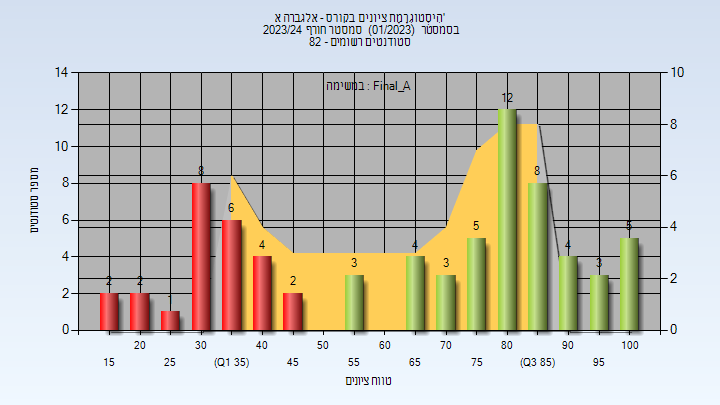 היסטוגרמת ציונים בקורס - אלגברה א'
בסמסטר (01/2023) סמסטר חורף 2023/24
סטודנטים רשומים - 82
במשימה : Final_A
14 12 10 8 6 4 2 0
10 8 6 4 2 0
מספר סטודנטים
2 2 1 8 6 4 2 3 4 3 5 12 8 4 3 5
20 30 40 50 60 70 80 90 100
15 25 (Q1 35) 45 55 65 75 (Q3 85) 95
טווח ציונים